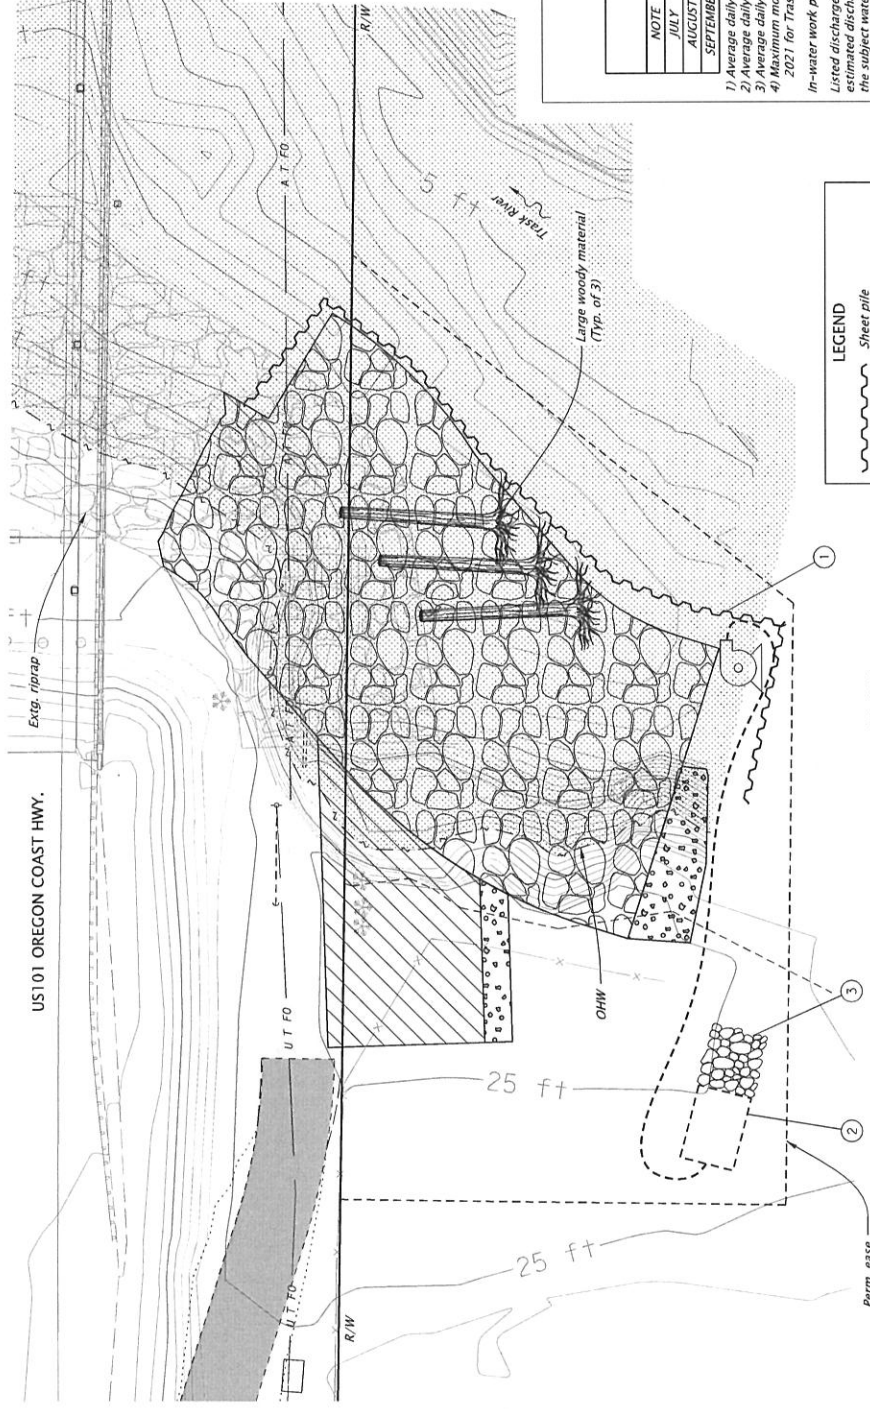 US101 OREGON COAST HWY.
Extg. riprap
R/W
A T FO
5 ft
Trask River
Large woody material
(Typ. of 3)
U T FO
U T FO
R/W
OHW
25 ft
25 ft
1
2
3
Perm. ease
NOTE
JULY
AUGUST
SEPTEMBE
1) Average daily
2) Average daily
3) Average daily
4) Maximum mo
2021 for Tras
In-water work p
Listed discharge
estimated disch
the subject wate
LEGEND
Sheet pile